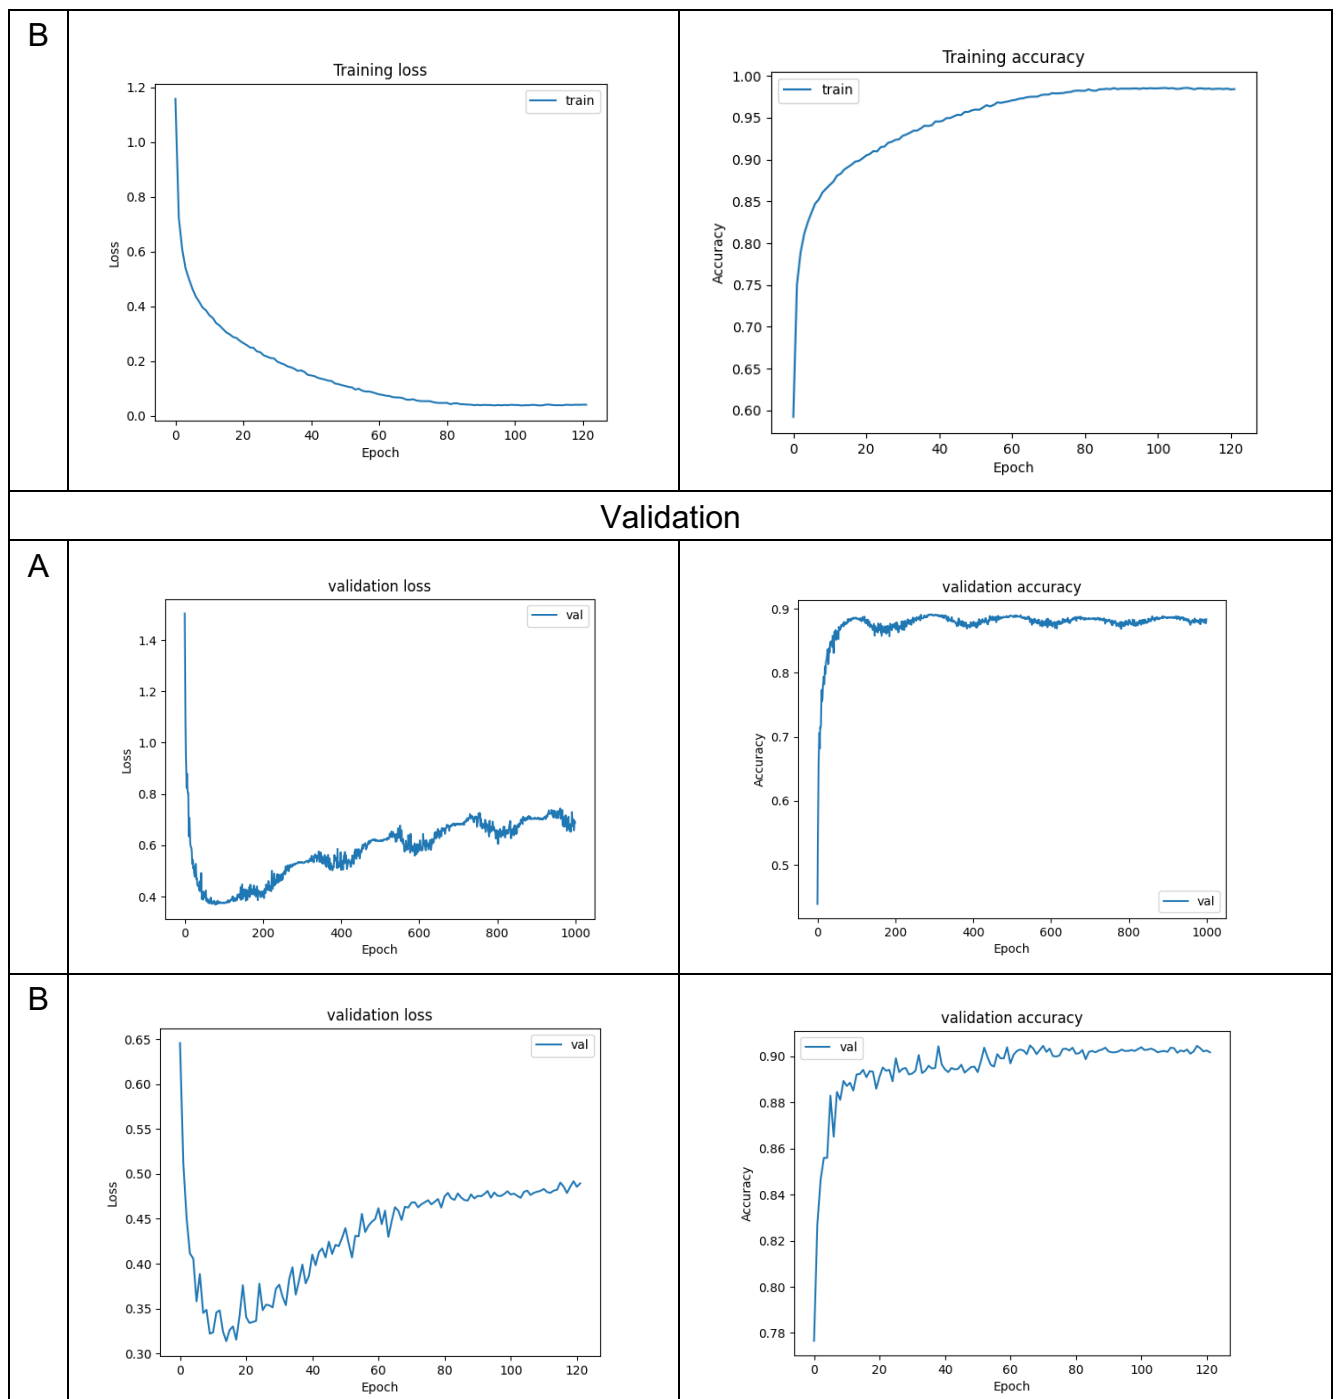 B
Training loss
train
1.2
1.0
0.8
0.6
0.4
0.2
0.0
Loss
0 20 40 60 80 100 120
Epoch
Training accuracy
train
1.00
0.95
0.90
0.85
0.80
0.75
0.70
0.65
0.60
Accuracy
0 20 40 60 80 100 120
Epoch
Validation
A
validation loss
val
1.4
1.2
1.0
0.8
0.6
0.4
Loss
0 200 400 600 800 1000
Epoch
validation accuracy
0.9
0.8
0.7
0.6
0.5
Accuracy
val
0 200 400 600 800 1000
Epoch
B
validation loss
val
0.65
0.60
0.55
0.50
0.45
0.40
0.35
0.30
Loss
0 20 40 60 80 100 120
Epoch
validation accuracy
val
0.90
0.88
0.86
0.84
0.82
0.80
0.78
Accuracy
0 20 40 60 80 100 120
Epoch